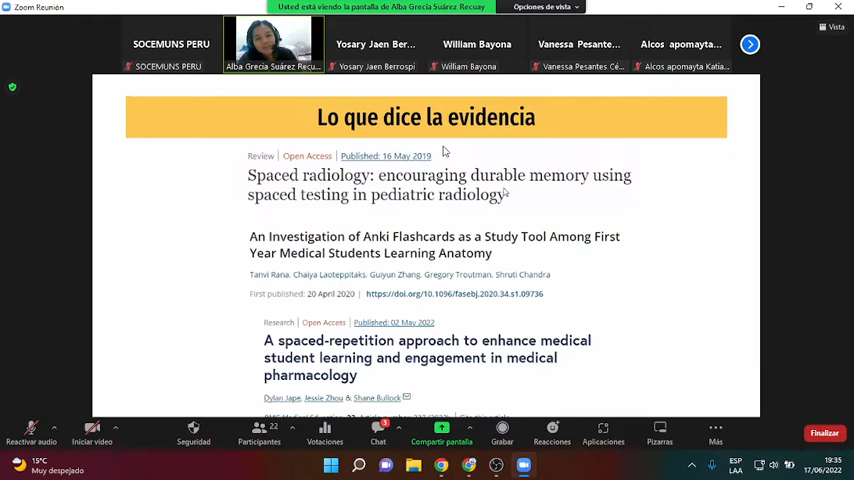 Zoom Reunión
Usted está viendo la pantalla de Alba Grecia Suárez Recuay
Opciones de vista
Vista
SOCEMUNS PERU
Yosary Jaen Ber...
William Bayona
Vanessa Pesante...
Alcos apomayta...
SOCEMUNS PERU
Alba Grecia Suárez Recu...
Yosary Jaen Berrospi
William Bayona
Vanessa Pesantes Cé...
Alcos apomayta Katia...
Lo que dice la evidencia
Review | Open Access | Published: 16 May 2019
Spaced radiology: encouraging durable memory using
spaced testing in pediatric radiology
An Investigation of Anki Flashcards as a Study Tool Among First
Year Medical Students Learning Anatomy
Tanvi Rana, Chaiya Laoteppitaks, Guiyun Zhang, Gregory Troutman, Shruti Chandra
First published: 20 April 2020 | https://doi.org/10.1096/fasebj.2020.34.s1.09736
Research | Open Access | Published: 02 May 2022
A spaced-repetition approach to enhance medical
student learning and engagement in medical
pharmacology
Dylan Jape, Jessie Zhou & Shane Bullock
22
3
Reactivar audio
Iniciar video
Seguridad
Participantes
Votaciones
Chat
Compartir pantalla
Grabar
Reacciones
Aplicaciones
Pizarras
Más
Finalizar
15°C
Muy despejado
ESP
LAA
19:35
17/06/2022